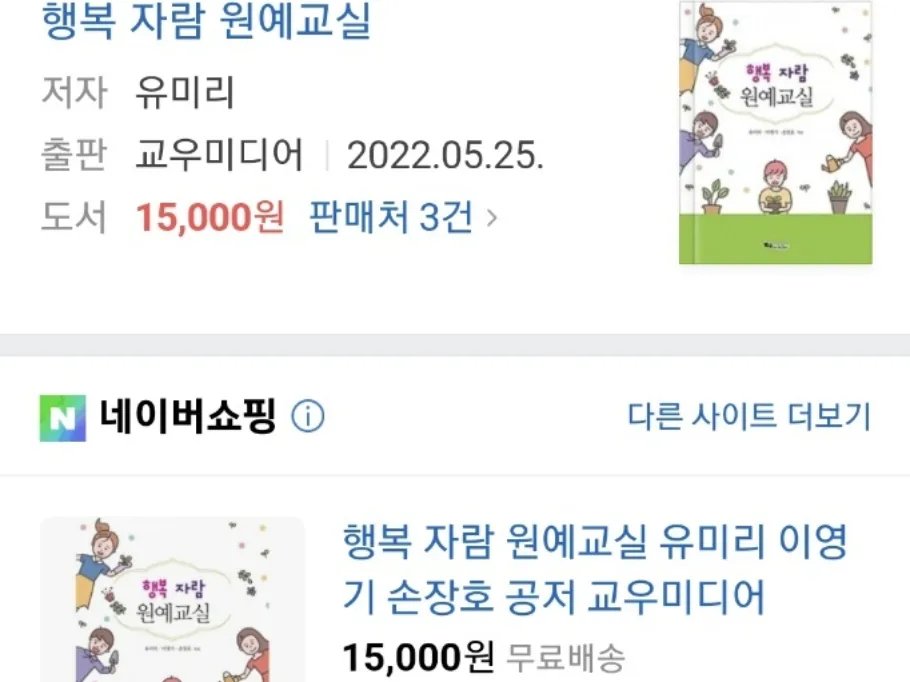 행복 자람 원예교실
저자 유미리
출판 교우미디어 | 2022.05.25.
도서 15,000원 판매처 3건 >
행복 자람
원예교실
N 네이버쇼핑 i
다른 사이트 더보기
행복 자람
원예교실
행복 자람 원예교실 유미리 이영
기 손장호 공저 교우미디어
15,000원 무료배송